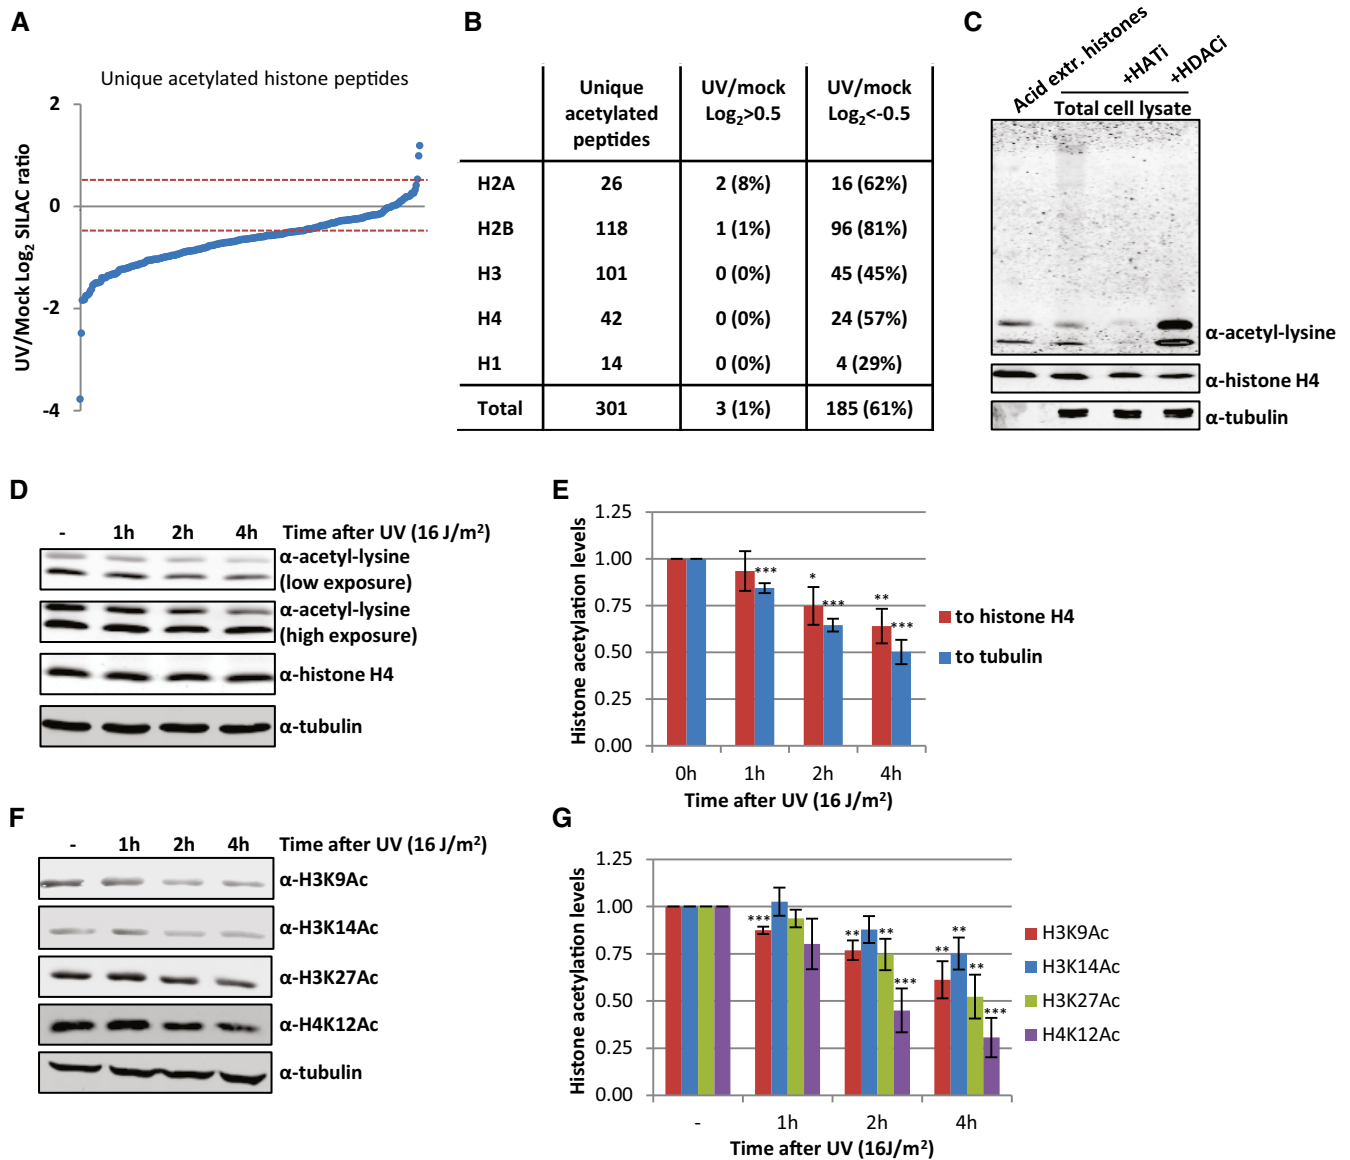 A
Unique acetylated histone peptides
UV/Mock Log2 SILAC ratio
2
0
-2
-4
B
Unique acetylated peptides UV/mock Log2>0.5 UV/mock Log2<-0.5
H2A 26 2 (8%) 16 (62%)
H2B 118 1 (1%) 96 (81%)
H3 101 0 (0%) 45 (45%)
H4 42 0 (0%) 24 (57%)
H1 14 0 (0%) 4 (29%)
Total 301 3 (1%) 185 (61%)
C
Acid extr. histones
+HATi
+HDACi
Total cell lysate
α-acetyl-lysine
α-histone H4
α-tubulin
D
- 1h 2h 4h Time after UV (16 J/m2)
α-acetyl-lysine
(low exposure)
α-acetyl-lysine
(high exposure)
α-histone H4
α-tubulin
E
Histone acetylation levels
1.25
1.00
0.75
0.50
0.25
0.00
***
*
***
**
***
0h 1h 2h 4h
Time after UV (16 J/m2)
to histone H4
to tubulin
F
- 1h 2h 4h Time after UV (16 J/m2)
α-H3K9Ac
α-H3K14Ac
α-H3K27Ac
α-H4K12Ac
α-tubulin
G
Histone acetylation levels
1.25
1.00
0.75
0.50
0.25
0.00
***
**
**
***
**
**
**
***
- 1h 2h 4h
Time after UV (16J/m2)
H3K9Ac
H3K14Ac
H3K27Ac
H4K12Ac